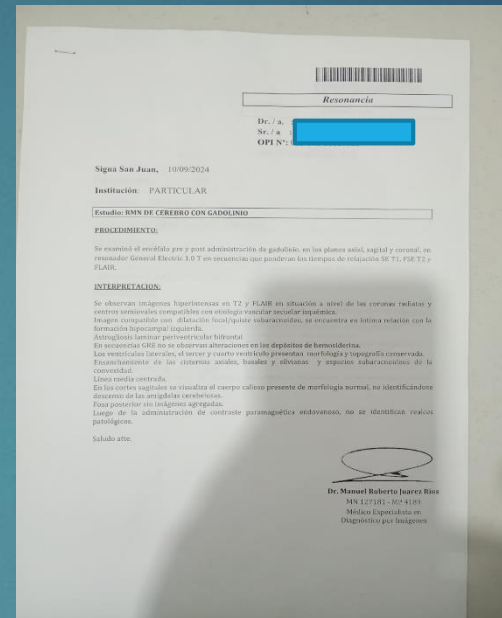 Resonancia
Dr. / a.
Sr. / a :
OPI Nº:
Signa San Juan, 10/09/2024
Institución: PARTICULAR
Estudio: RMN DE CEREBRO CON GADOLINIO
PROCEDIMIENTO:
Se examinó el encéfalo pre y post administración de gadolinio, en los planos axial, sagital y coronal, en
resonador General Electric 3.0 T en secuencias que ponderan los tiempos de relajación SE T1, FSE T2 y
FLAIR.
INTERPRETACION:
Se observan imágenes hiperintensas en T2 y FLAIR en situación a nivel de las coronas radiatas y
centros semiovales compatibles con etiología vascular secuelar isquémica.
Imagen compatible con dilatación focal/quiste subaracnoideo, se encuentra en íntima relación con la
formación hipocampal izquierda.
Astrogliosis laminar periventricular bifrontal
En secuencias GRE no se observan alteraciones en los depósitos de hemosiderina.
Los ventrículos laterales, el tercer y cuarto ventrículo presentan morfología y topografía conservada.
Ensanchamiento de las cisternas axiales, basales y silvianas y espacios subaracnoideos de la
convexidad.
Línea media centrada.
En los cortes sagitales se visualiza el cuerpo calloso presente de morfología normal, no identificándose
descenso de las amígdalas cerebelosas.
Fosa posterior sin imágenes agregadas.
Luego de la administración de contraste paramagnético endovenoso, no se identifican realces
patológicos.
Saludo atte.
Dr. Manuel Roberto Juarez Rios
MN 127181 - MP 4189
Médico Especialista en
Diagnóstico por Imágenes